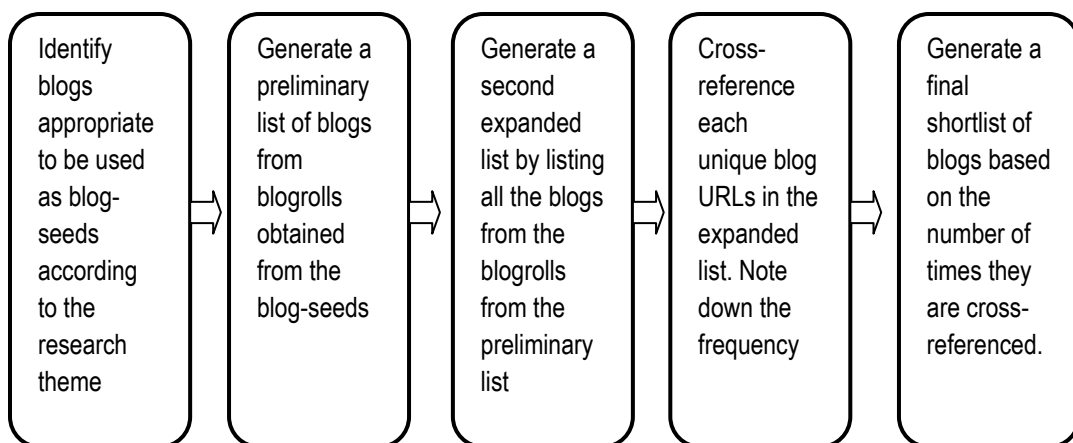 Identify
blogs
appropriate
to be used
as blog-
seeds
according
to the
research
theme
Generate a
preliminary
list of blogs
from
blogrolls
obtained
from the
blog-seeds
Generate a
second
expanded
list by listing
all the blogs
from the
blogrolls
from the
preliminary
list
Cross-
reference
each
unique blog
URLs in the
expanded
list. Note
down the
frequency
Generate a
final
shortlist of
blogs based
on the
number of
times they
are cross-
referenced.